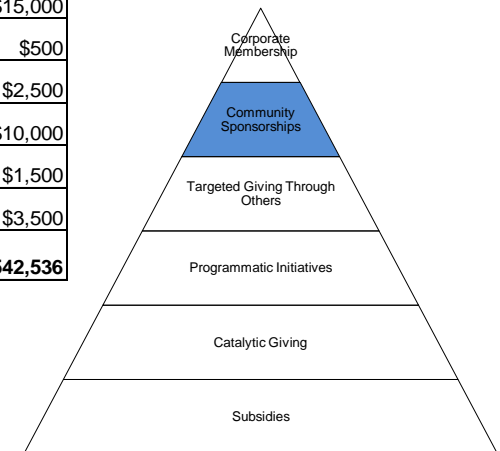 $15,000
$500
$2,500
$10,000
$1,500
$3,500
$42,536
Corporate
Membership
Community
Sponsorships
Targeted Giving Through
Others
Programmatic Initiatives
Catalytic Giving
Subsidies